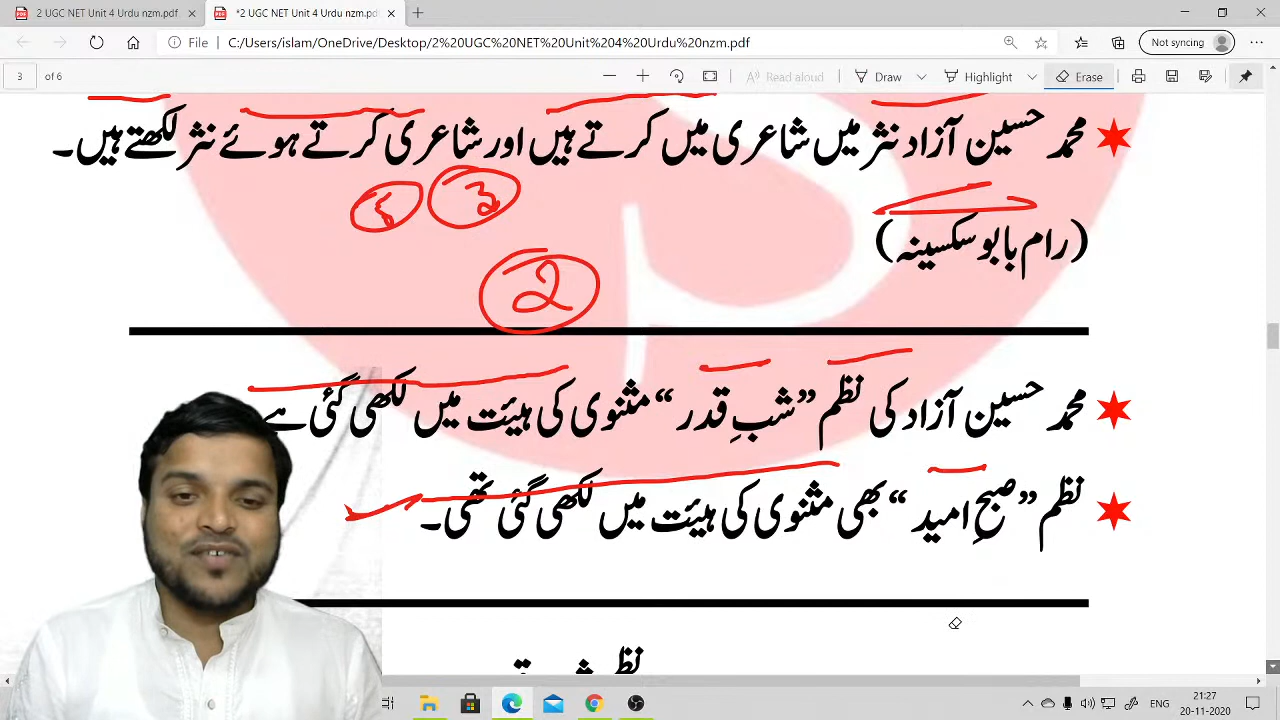 2 UGC NET Unit 4 Urdu nzm.pdf
*2 UGC NET Unit 4 Urdu nzm.pd
File
C:/Users/islam/OneDrive/Desktop/2%20UGC%20NET%20Unit%204%20Urdu%20nzm.pdf
Not syncing
3 of 6
Read aloud
Draw
Highlight
Erase
محمد حسین آزاد نثر میں شاعری میں کرتے ہیں اور شاعری کرتے ہوئے نثر لکھتے ہیں۔
(رام بابو سکسینہ)
2
محمد حسین آزاد کی نظم ”شبِ قدر“ مثنوی کی ہیئت میں لکھی گئی ہے
نظم ”صبحِ امید“ بھی مثنوی کی ہیئت میں لکھی گئی تھی۔
ENG
21:27
20-11-2020